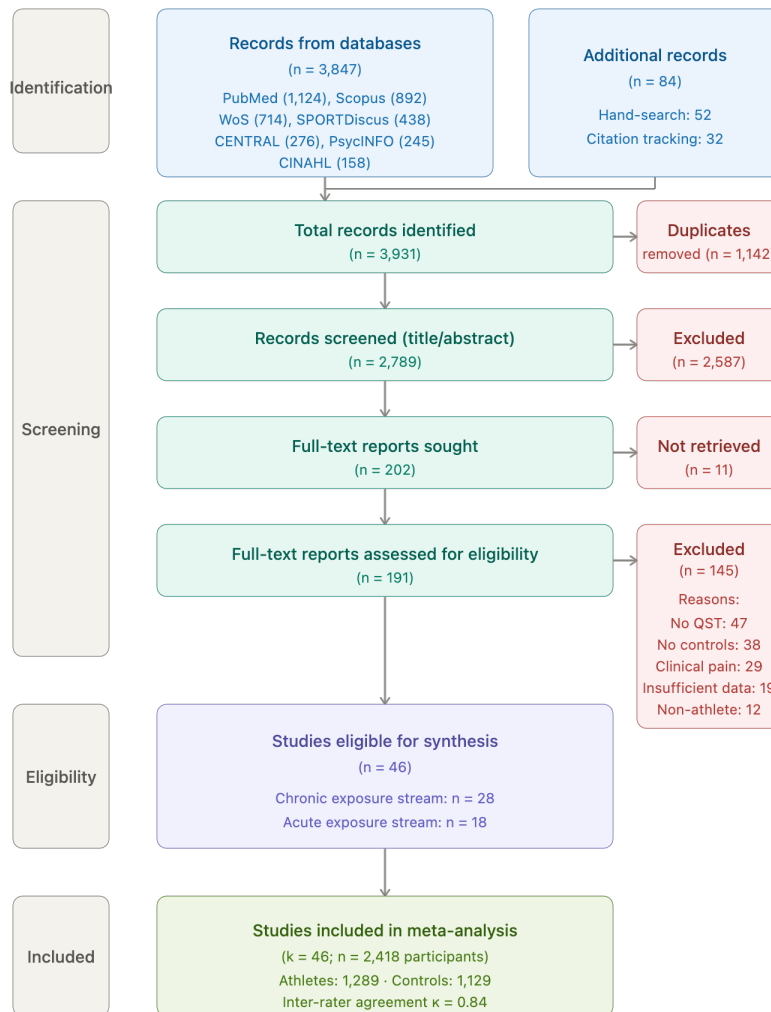 Identification
Records from databases
(n = 3,847)
PubMed (1,124), Scopus (892)
WoS (714), SPORTDiscus (438)
CENTRAL (276), PsycINFO (245)
CINAHL (158)
Additional records
(n = 84)
Hand-search: 52
Citation tracking: 32
Screening
Total records identified
(n = 3,931)
Duplicates
removed (n = 1,142
Records screened (title/abstract)
(n = 2,789)
Excluded
(n = 2,587)
Full-text reports sought
(n = 202)
Not retrieved
(n = 11)
Full-text reports assessed for eligibility
(n = 191)
Excluded
(n = 145)
Reasons:
No QST: 47
No controls: 38
Clinical pain: 29
Insufficient data: 19
Non-athlete: 12
Eligibility
Studies eligible for synthesis
(n = 46)
Chronic exposure stream: n = 28
Acute exposure stream: n = 18
Included
Studies included in meta-analysis
(k = 46; n = 2,418 participants)
Athletes: 1,289 · Controls: 1,129
Inter-rater agreement κ = 0.84